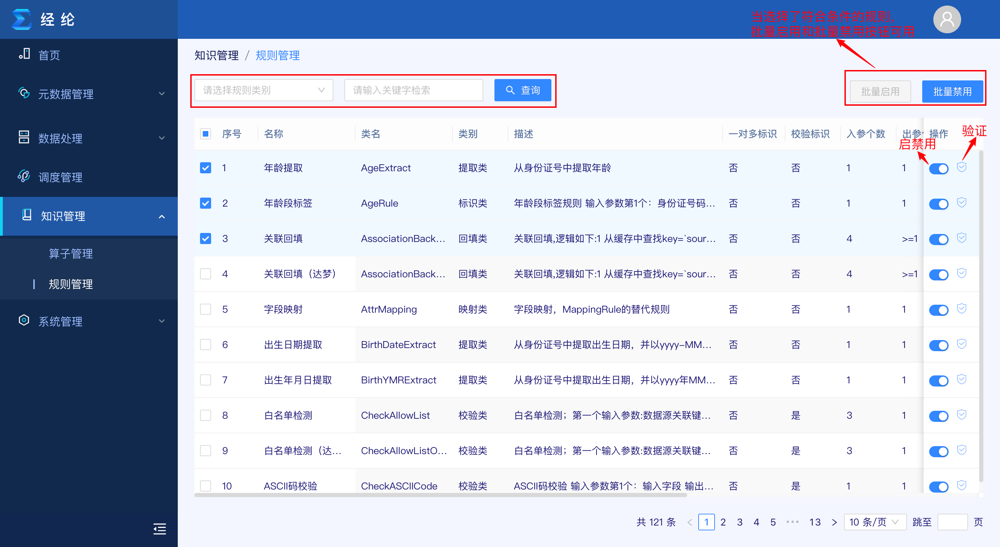 经 纶
当选择了符合条件的规则，
批量启用和批量禁用按钮可用
首页
元数据管理
数据处理
调度管理
知识管理
算子管理
规则管理
系统管理
知识管理 / 规则管理
请选择规则类别 请输入关键字检索 查询 批量启用 批量禁用
序号 名称 类名 类别 描述 一对多标识 校验标识 入参个数 出参 操作
验证
启禁用
1 年龄提取 AgeExtract 提取类 从身份证号中提取年龄 否 否 1 1
2 年龄段标签 AgeRule 标识类 年龄段标签规则 输入参数第1个：身份证号码... 否 否 1 1
3 关联回填 AssociationBack... 回填类 关联回填,逻辑如下:1 从缓存中查找key=`sour... 否 否 4 >=1
4 关联回填（达梦） AssociationBack... 回填类 关联回填,逻辑如下:1 从缓存中查找key=`sour... 否 否 4 >=1
5 字段映射 AttrMapping 映射类 字段映射，MappingRule的替代规则 否 否 1 1
6 出生日期提取 BirthDateExtract 提取类 从身份证号中提取出生日期，并以yyyy-MM... 否 否 1 1
7 出生年月日提取 BirthYMRExtract 提取类 从身份证号中提取出生日期，并以yyyy年MM... 否 否 1 1
8 白名单检测 CheckAllowList 校验类 白名单检测；第一个输入参数:数据源关联键... 否 是 3 1
9 白名单检测（达... CheckAllowListO... 校验类 白名单检测；第一个输入参数:数据源关联键... 否 是 3 1
10 ASCII码校验 CheckASCIICode 校验类 ASCII码校验 输入参数第1个：输入字段 输出... 否 是 1 1
共 121 条 < 1 2 3 4 5 ••• 13 > 10 条/页 跳至 页